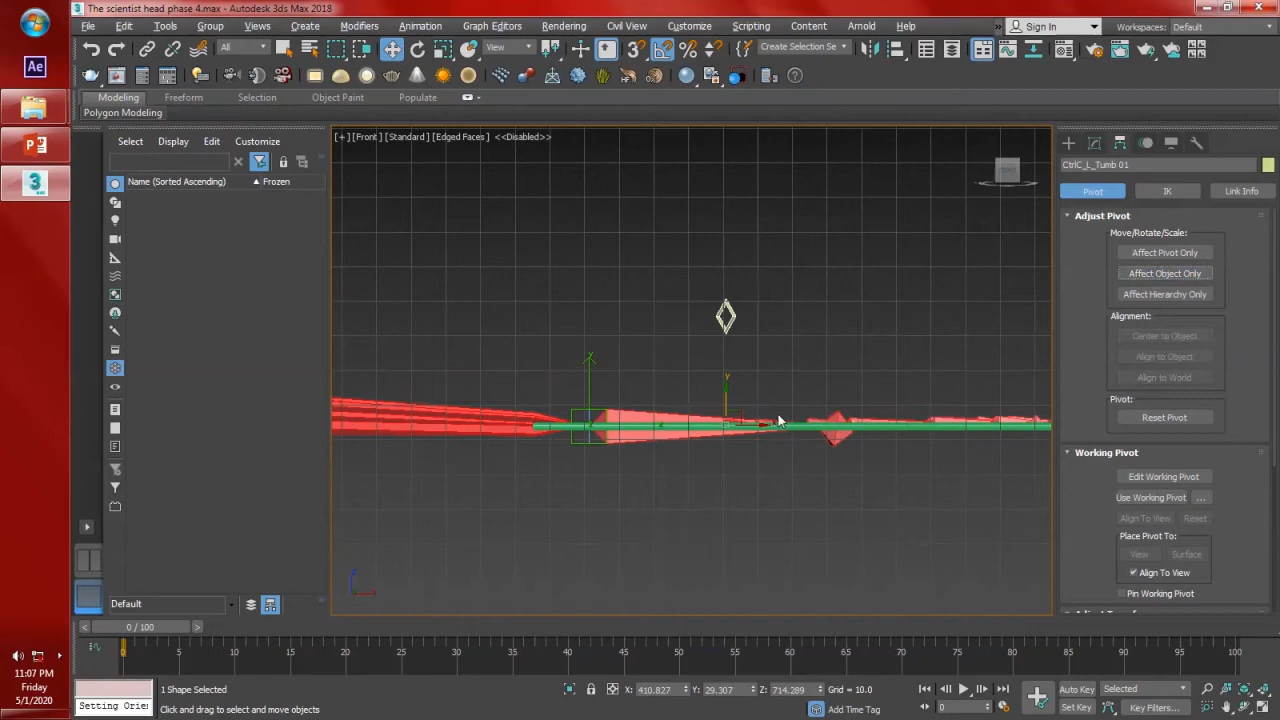 The scientist head phase 4.max - Autodesk 3ds Max 2018
File Edit Tools Group Views Create Modifiers Animation Graph Editors Rendering Civil View Customize Scripting Content Arnold Help » Sign In Workspaces: Default
All View Create Selection Se
Ae
Modeling Freeform Selection Object Paint Populate
Polygon Modeling
Select Display Edit Customize
[+] [Front] [Standard] [Edged Faces] <<Disabled>>
Name (Sorted Ascending) Frozen
CtrlC_L_Tumb 01
Pivot IK Link Info
Adjust Pivot
Move/Rotate/Scale:
Affect Pivot Only
Affect Object Only
Affect Hierarchy Only
Alignment:
Center to Object
Align to Object
Align to World
Pivot:
Reset Pivot
Working Pivot
Edit Working Pivot
Use Working Pivot ...
Align To View Reset
Place Pivot To:
View Surface
Align To View
Pin Working Pivot
Default
0 / 100
0 5 10 15 20 25 30 35 40 45 50 55 60 65 70 75 80 85 90 95 100
11:07 PM
Friday
5/1/2020
1 Shape Selected X: 410.827 Y: 29.307 Z: 714.289 Grid = 10.0 Auto Key Selected
Setting Orie
Click and drag to select and move objects Add Time Tag 0 Set Key Key Filters...